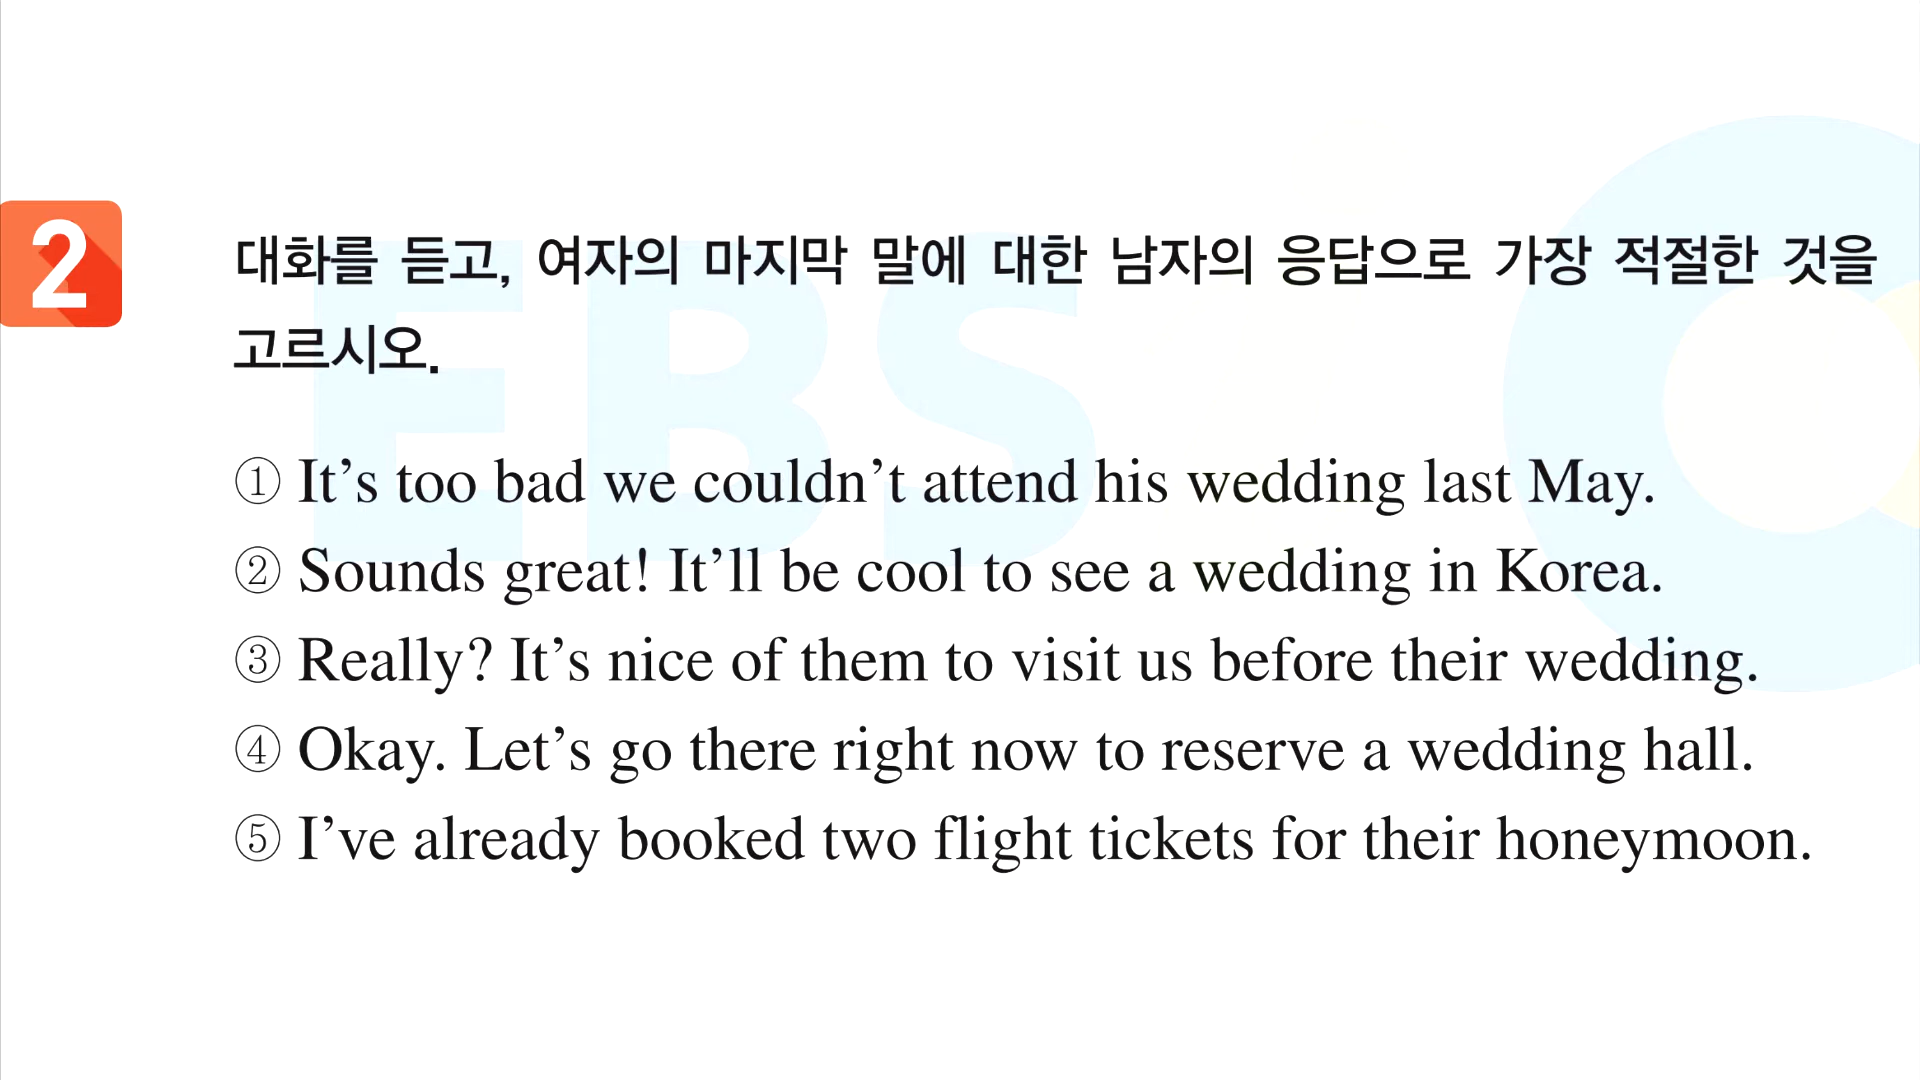 2
대화를 듣고, 여자의 마지막 말에 대한 남자의 응답으로 가장 적절한 것을
고르시오.
① It’s too bad we couldn’t attend his wedding last May.
② Sounds great! It’ll be cool to see a wedding in Korea.
③ Really? It’s nice of them to visit us before their wedding.
④ Okay. Let’s go there right now to reserve a wedding hall.
⑤ I’ve already booked two flight tickets for their honeymoon.
EBS